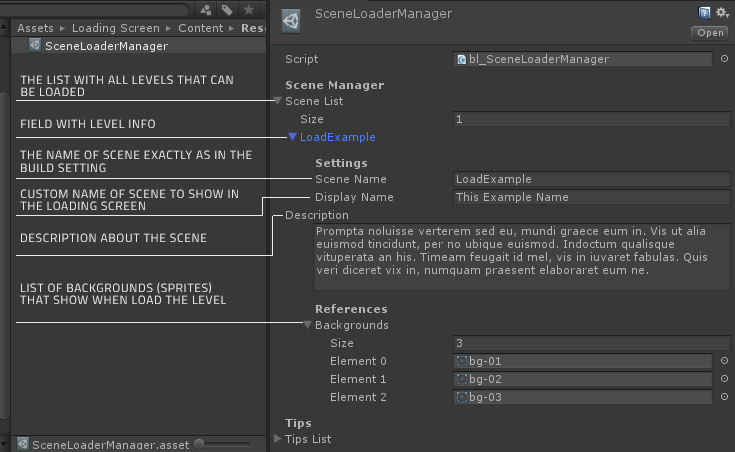 Assets ▸ Loading Screen ▸ Content ▸ Reso
SceneLoaderManager
THE LIST WITH ALL LEVELS THAT CAN
BE LOADED
FIELD WITH LEVEL INFO
THE NAME OF SCENE EXACTLY AS IN THE
BUILD SETTING
CUSTOM NAME OF SCENE TO SHOW IN
THE LOADING SCREEN
DESCRIPTION ABOUT THE SCENE
LIST OF BACKGROUNDS (SPRITES)
THAT SHOW WHEN LOAD THE LEVEL
SceneLoaderManager.asset
SceneLoaderManager
Open
Script bl_SceneLoaderManager
Scene Manager
Scene List
Size 1
LoadExample
Settings
Scene Name LoadExample
Display Name This Example Name
Description
Prompta noluisse verterem sed eu, mundi graece eum in. Vis ut alia
euismod tincidunt, per no ubique euismod. Indoctum qualisque
vituperata an his. Timeam feugait id mel, vis in iuvaret fabulas. Quis
veri diceret vix in, numquam praesent elaboraret eum ne.
References
Backgrounds
Size 3
Element 0 bg-01
Element 1 bg-02
Element 2 bg-03
Tips
Tips List